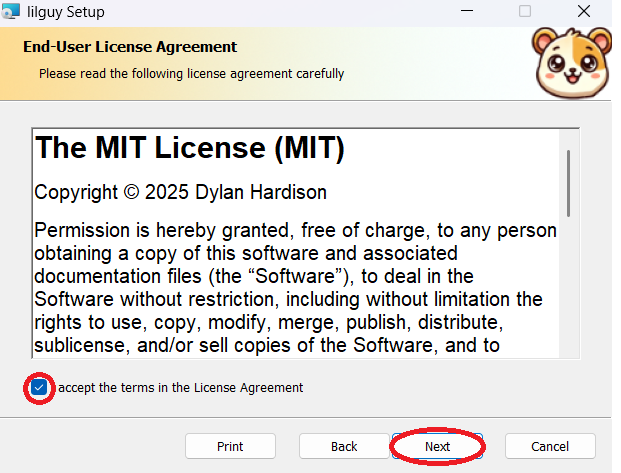 lilguy Setup
End-User License Agreement
Please read the following license agreement carefully
The MIT License (MIT)
Copyright © 2025 Dylan Hardison
Permission is hereby granted, free of charge, to any person
obtaining a copy of this software and associated
documentation files (the “Software”), to deal in the
Software without restriction, including without limitation the
rights to use, copy, modify, merge, publish, distribute,
sublicense, and/or sell copies of the Software, and to
accept the terms in the License Agreement
Print Back Next Cancel